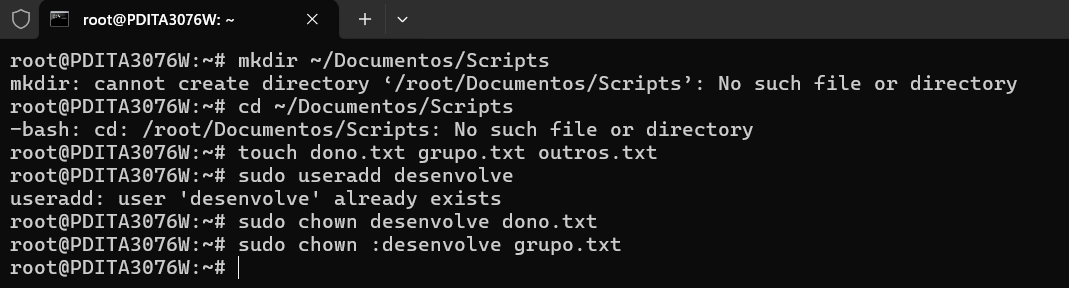 root@PDITA3076W: ~
root@PDITA3076W:~# mkdir ~/Documentos/Scripts
mkdir: cannot create directory ‘/root/Documentos/Scripts’: No such file or directory
root@PDITA3076W:~# cd ~/Documentos/Scripts
-bash: cd: /root/Documentos/Scripts: No such file or directory
root@PDITA3076W:~# touch dono.txt grupo.txt outros.txt
root@PDITA3076W:~# sudo useradd desenvolve
useradd: user 'desenvolve' already exists
root@PDITA3076W:~# sudo chown desenvolve dono.txt
root@PDITA3076W:~# sudo chown :desenvolve grupo.txt
root@PDITA3076W:~#